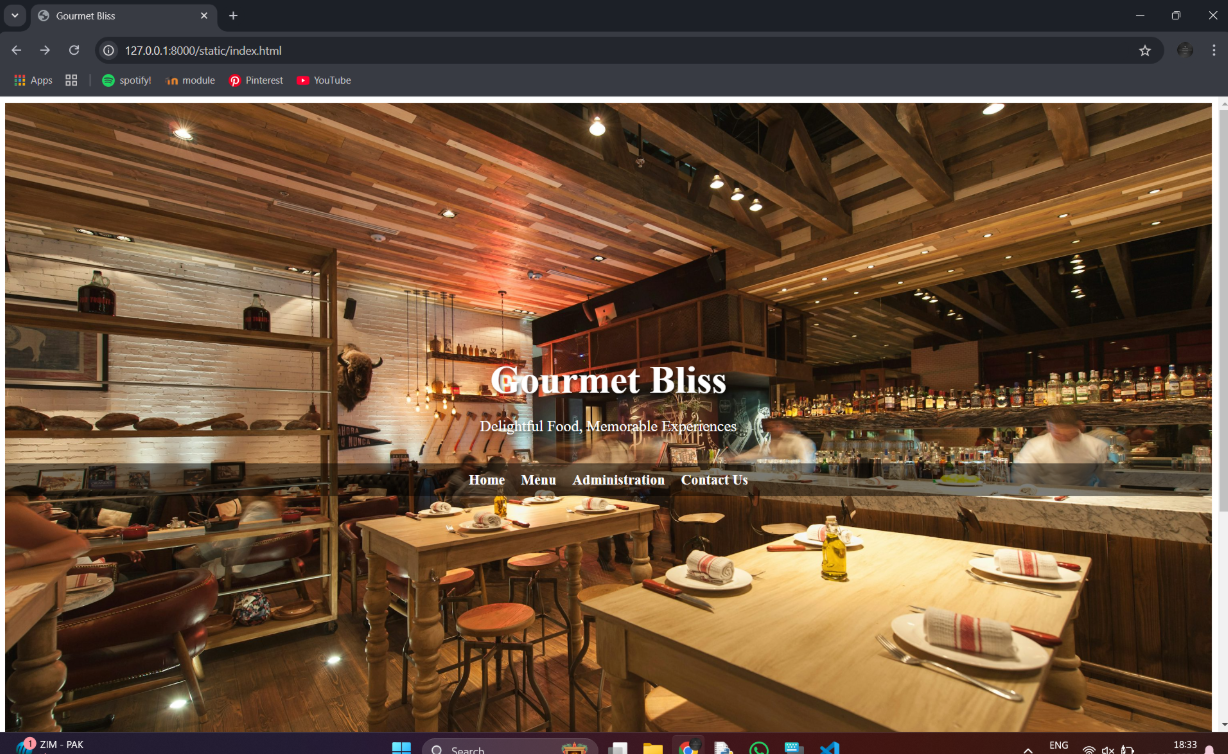 Gourmet Bliss
127.0.0.1:8000/static/index.html
Apps
spotify!
module
Pinterest
YouTube
Gourmet Bliss
Delightful Food, Memorable Experiences
Home Menu Administration Contact Us
1
ZIM - PAK
Search
ENG
18:33